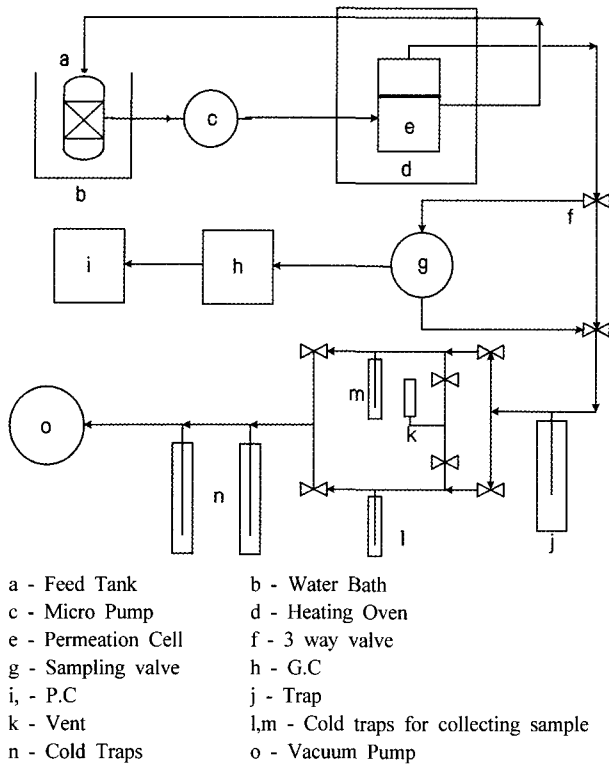 a
b
c
e
d
f
i
h
g
m
k
o
n
l
j
a - Feed Tank
b - Water Bath
c - Micro Pump
d - Heating Oven
e - Permeation Cell
f - 3 way valve
g - Sampling valve
h - G.C
i, - P.C
j - Trap
k - Vent
l,m - Cold traps for collecting sample
n - Cold Traps
o - Vacuum Pump